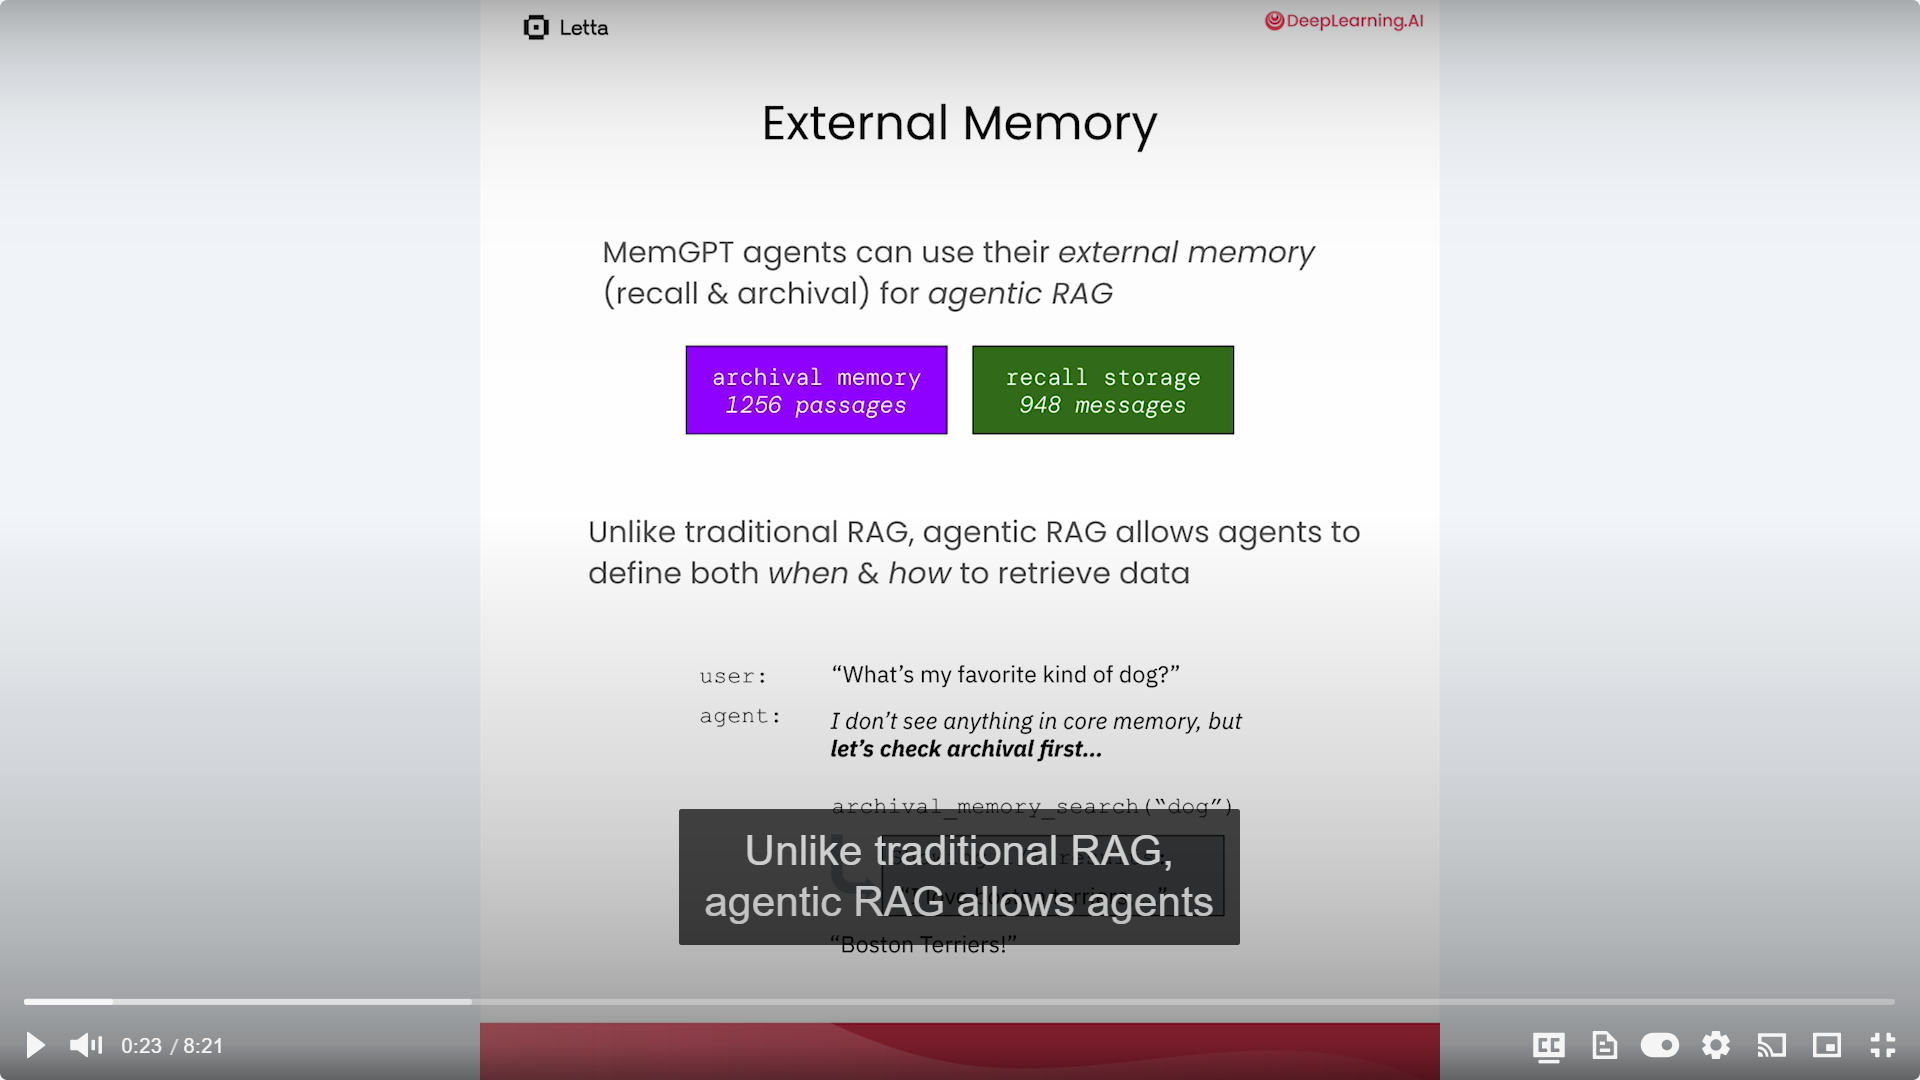 Letta
DeepLearning.AI
External Memory
MemGPT agents can use their external memory
(recall & archival) for agentic RAG
archival memory
1256 passages
recall storage
948 messages
Unlike traditional RAG, agentic RAG allows agents to
define both when & how to retrieve data
user:
“What’s my favorite kind of dog?”
agent:
I don’t see anything in core memory, but
let’s check archival first...
archival_memory_search(“dog”)
Unlike traditional RAG,
agentic RAG allows agents
“Boston Terriers!”
0:23 / 8:21
CC